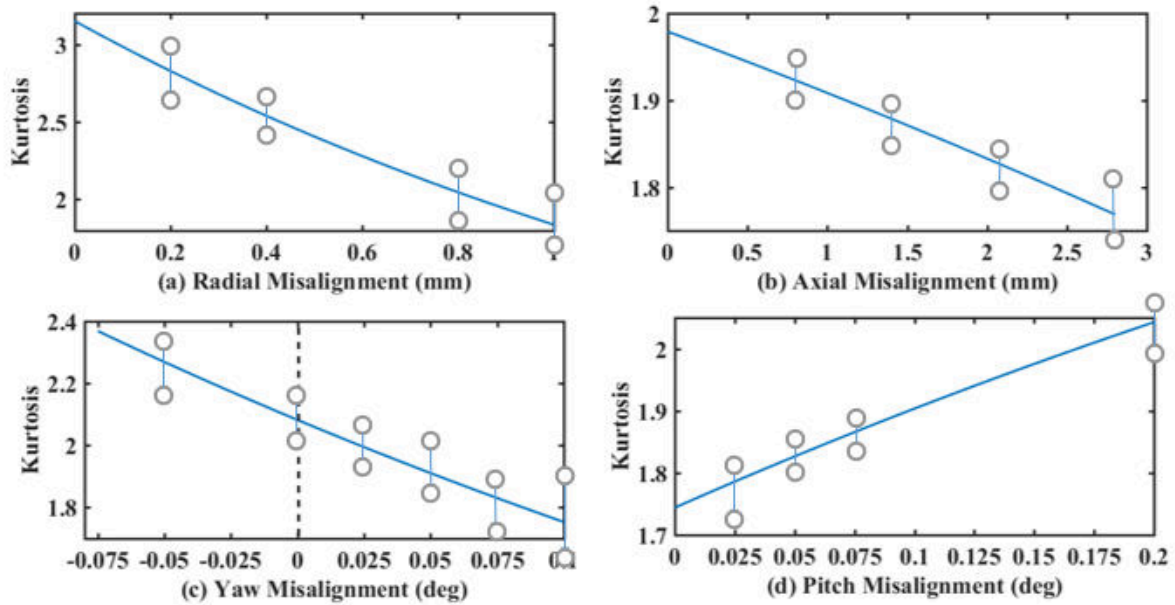 3
2.5
2
Kurtosis
0 0.2 0.4 0.6 0.8 1
(a) Radial Misalignment (mm)
2
1.9
1.8
Kurtosis
0 0.5 1 1.5 2 2.5 3
(b) Axial Misalignment (mm)
2.4
2.2
2
1.8
Kurtosis
-0.075 -0.05 -0.025 0 0.025 0.05 0.075
(c) Yaw Misalignment (deg)
2
1.9
1.8
1.7
Kurtosis
0 0.025 0.05 0.075 0.1 0.125 0.15 0.175 0.2
(d) Pitch Misalignment (deg)